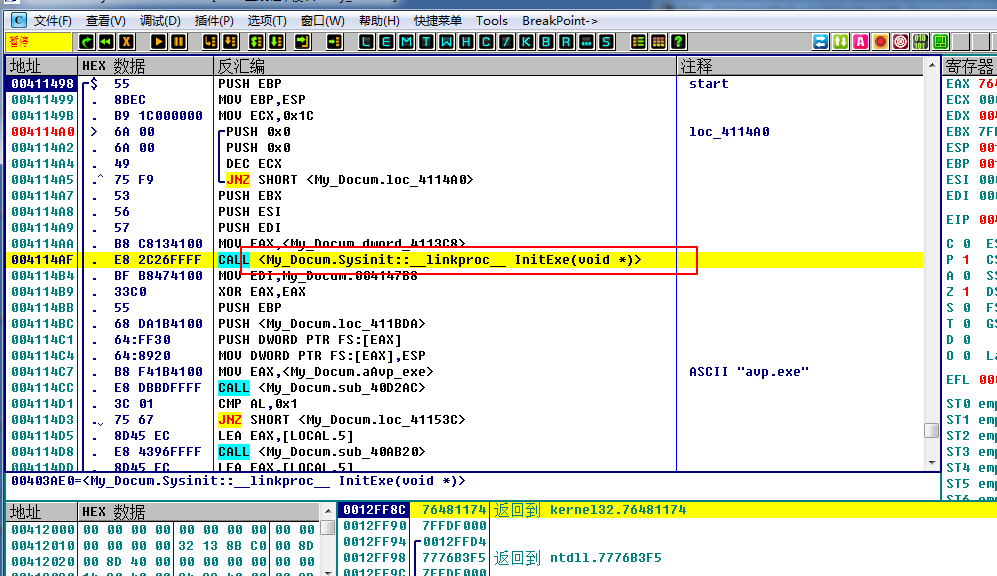 文件(F) 查看(V) 调试(D) 插件(P) 选项(T) 窗口(W) 帮助(H) 快捷菜单 Tools BreakPoint->
暂停 L E M T W H C / K B R ... S
地址 HEX 数据 反汇编 注释 寄存器
00411498 $ 55 PUSH EBP start EAX 76
00411499 . 8BEC MOV EBP,ESP ECX 00
0041149B . B9 1C000000 MOV ECX,0x1C EDX 00
004114A0 > 6A 00 PUSH 0x0 loc_4114A0 EBX 7F
004114A2 . 6A 00 PUSH 0x0 ESP 00
004114A4 . 49 DEC ECX EBP 00
004114A5 .^ 75 F9 JNZ SHORT <My_Docum.loc_4114A0> ESI 00
004114A7 . 53 PUSH EBX EDI 00
004114A8 . 56 PUSH ESI
004114A9 . 57 PUSH EDI EIP 00
004114AA . B8 C8134100 MOV EAX,<My_Docum.dword_4113C8> C 0 ES
004114AF . E8 2C26FFFF CALL <My_Docum.Sysinit::__linkproc__ InitExe(void *)> P 1 CS
004114B4 . BF B8474100 MOV EDI,My_Docum.004147B8 A 0 SS
004114B9 . 33C0 XOR EAX,EAX Z 1 DS
004114BB . 55 PUSH EBP S 0 FS
004114BC . 68 DA1B4100 PUSH <My_Docum.loc_411BDA> T 0 GS
004114C1 . 64:FF30 PUSH DWORD PTR FS:[EAX] D 0
004114C4 . 64:8920 MOV DWORD PTR FS:[EAX],ESP O 0 La
004114C7 . B8 F41B4100 MOV EAX,<My_Docum.aAvp_exe> ASCII "avp.exe"
004114CC . E8 DBBDFFFF CALL <My_Docum.sub_40D2AC> EFL 00
004114D1 . 3C 01 CMP AL,0x1
004114D3 .⌄ 75 67 JNZ SHORT <My_Docum.loc_41153C> ST0 emp
004114D5 . 8D45 EC LEA EAX,[LOCAL.5] ST1 emp
004114D8 . E8 4396FFFF CALL <My_Docum.sub_40AB20> ST2 emp
004114DD . 8D45 EC LEA EAX,[LOCAL.5] ST3 emp
00403AE0=<My_Docum.Sysinit::__linkproc__ InitExe(void *)> ST4 emp
ST5 emp
ST6 emp
地址 HEX 数据
00412000 00 00 00 00 00 00 00 00 00 00
00412010 00 00 00 00 32 13 8B C0 00 8D
00412020 00 8D 40 00 00 00 00 00 00 00
0012FF8C 76481174 返回到 kernel32.76481174
0012FF90 7FFDF000
0012FF94 0012FFD4
0012FF98 7776B3F5 返回到 ntdll.7776B3F5
0012FF9C 7FFDF000